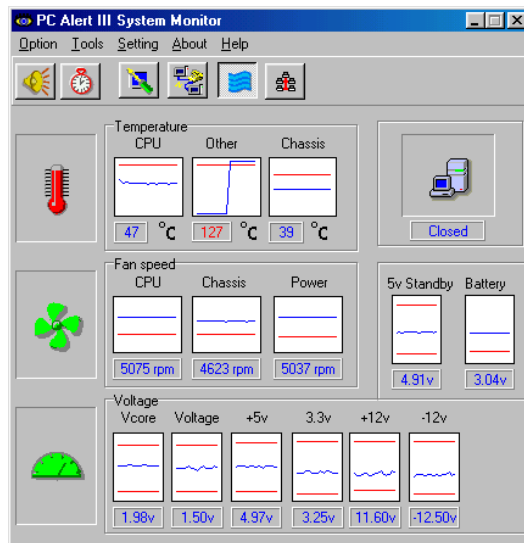 PC Alert III System Monitor
Option Tools Setting About Help
Temperature
CPU Other Chassis
47 °C 127 °C 39 °C
Closed
Fan speed
CPU Chassis Power
5075 rpm 4623 rpm 5037 rpm
5v Standby Battery
4.91v 3.04v
Voltage
Vcore Voltage +5v 3.3v +12v -12v
1.98v 1.50v 4.97v 3.25v 11.60v -12.50v